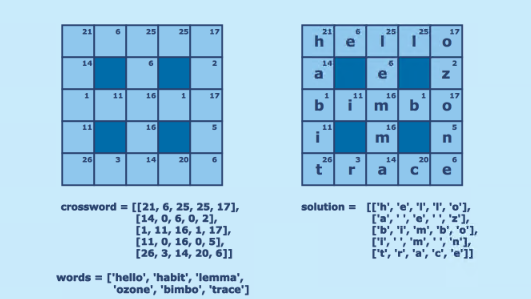 21 6 25 25 17
14 6 2
1 11 16 1 17
11 16 5
26 3 14 20 6
21 6 25 25 17
h e l l o
14 6 2
a e z
1 11 16 1 17
b i m b o
11 16 5
i m n
26 3 14 20 6
t r a c e
crossword = [[21, 6, 25, 25, 17],
[14, 0, 6, 0, 2],
[1, 11, 16, 1, 17],
[11, 0, 16, 0, 5],
[26, 3, 14, 20, 6]]
words = ['hello', 'habit', 'lemma',
'ozone', 'bimbo', 'trace']
solution = [['h', 'e', 'l', 'l', 'o'],
['a', ' ', 'e', ' ', 'z'],
['b', 'i', 'm', 'b', 'o'],
['i', ' ', 'm', ' ', 'n'],
['t', 'r', 'a', 'c', 'e']]